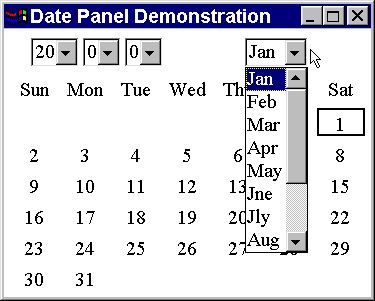 Date Panel Demonstration
20 0 0 Jan
Jan
Feb
Mar
Apr
May
Jne
Jly
Aug
Sun Mon Tue Wed Sat
1
2 3 4 5 6 8
9 10 11 12 13 15
16 17 18 19 20 22
23 24 25 26 27 29
30 31